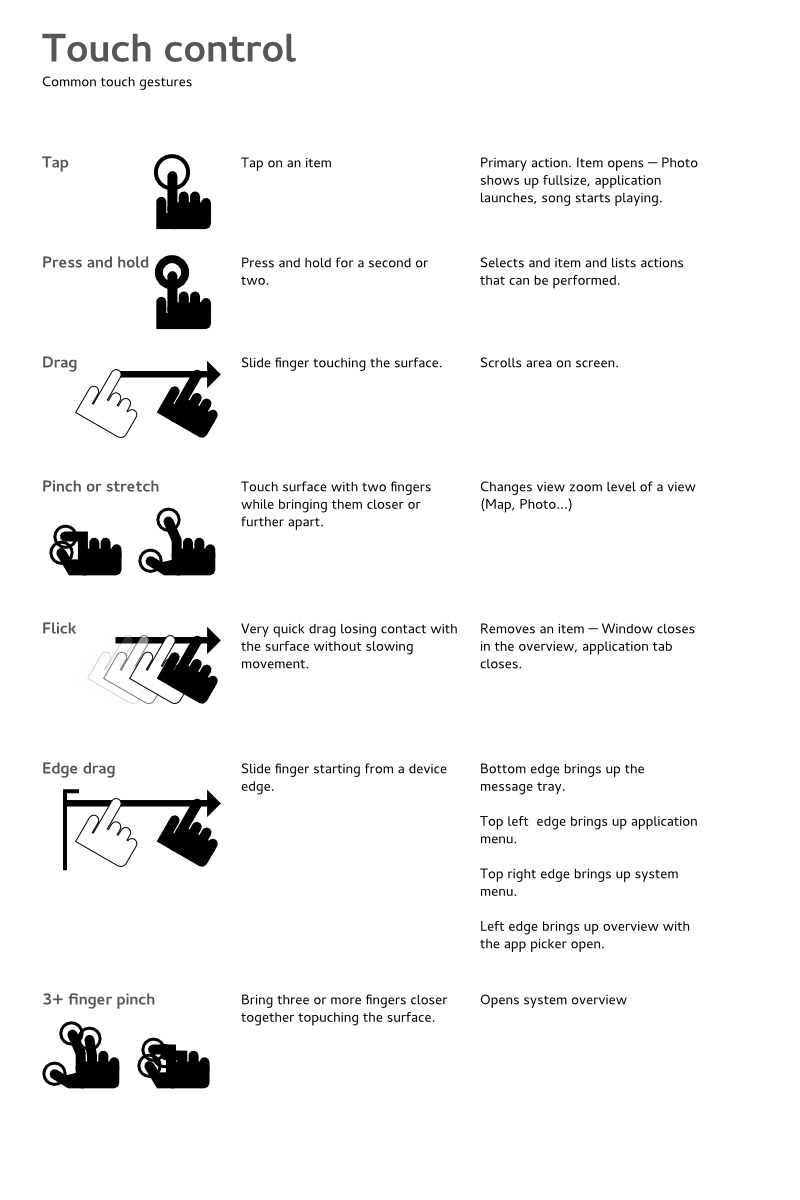 Touch control
Common touch gestures
Tap
Tap on an item
Primary action. Item opens — Photo
shows up fullsize, application
launches, song starts playing.
Press and hold
Press and hold for a second or
two.
Selects and item and lists actions
that can be performed.
Drag
Slide finger touching the surface.
Scrolls area on screen.
Pinch or stretch
Touch surface with two fingers
while bringing them closer or
further apart.
Changes view zoom level of a view
(Map, Photo...)
Flick
Very quick drag losing contact with
the surface without slowing
movement.
Removes an item — Window closes
in the overview, application tab
closes.
Edge drag
Slide finger starting from a device
edge.
Bottom edge brings up the
message tray.
Top left  edge brings up application
menu.
Top right edge brings up system
menu.
Left edge brings up overview with
the app picker open.
3+ finger pinch
Bring three or more fingers closer
together topuching the surface.
Opens system overview